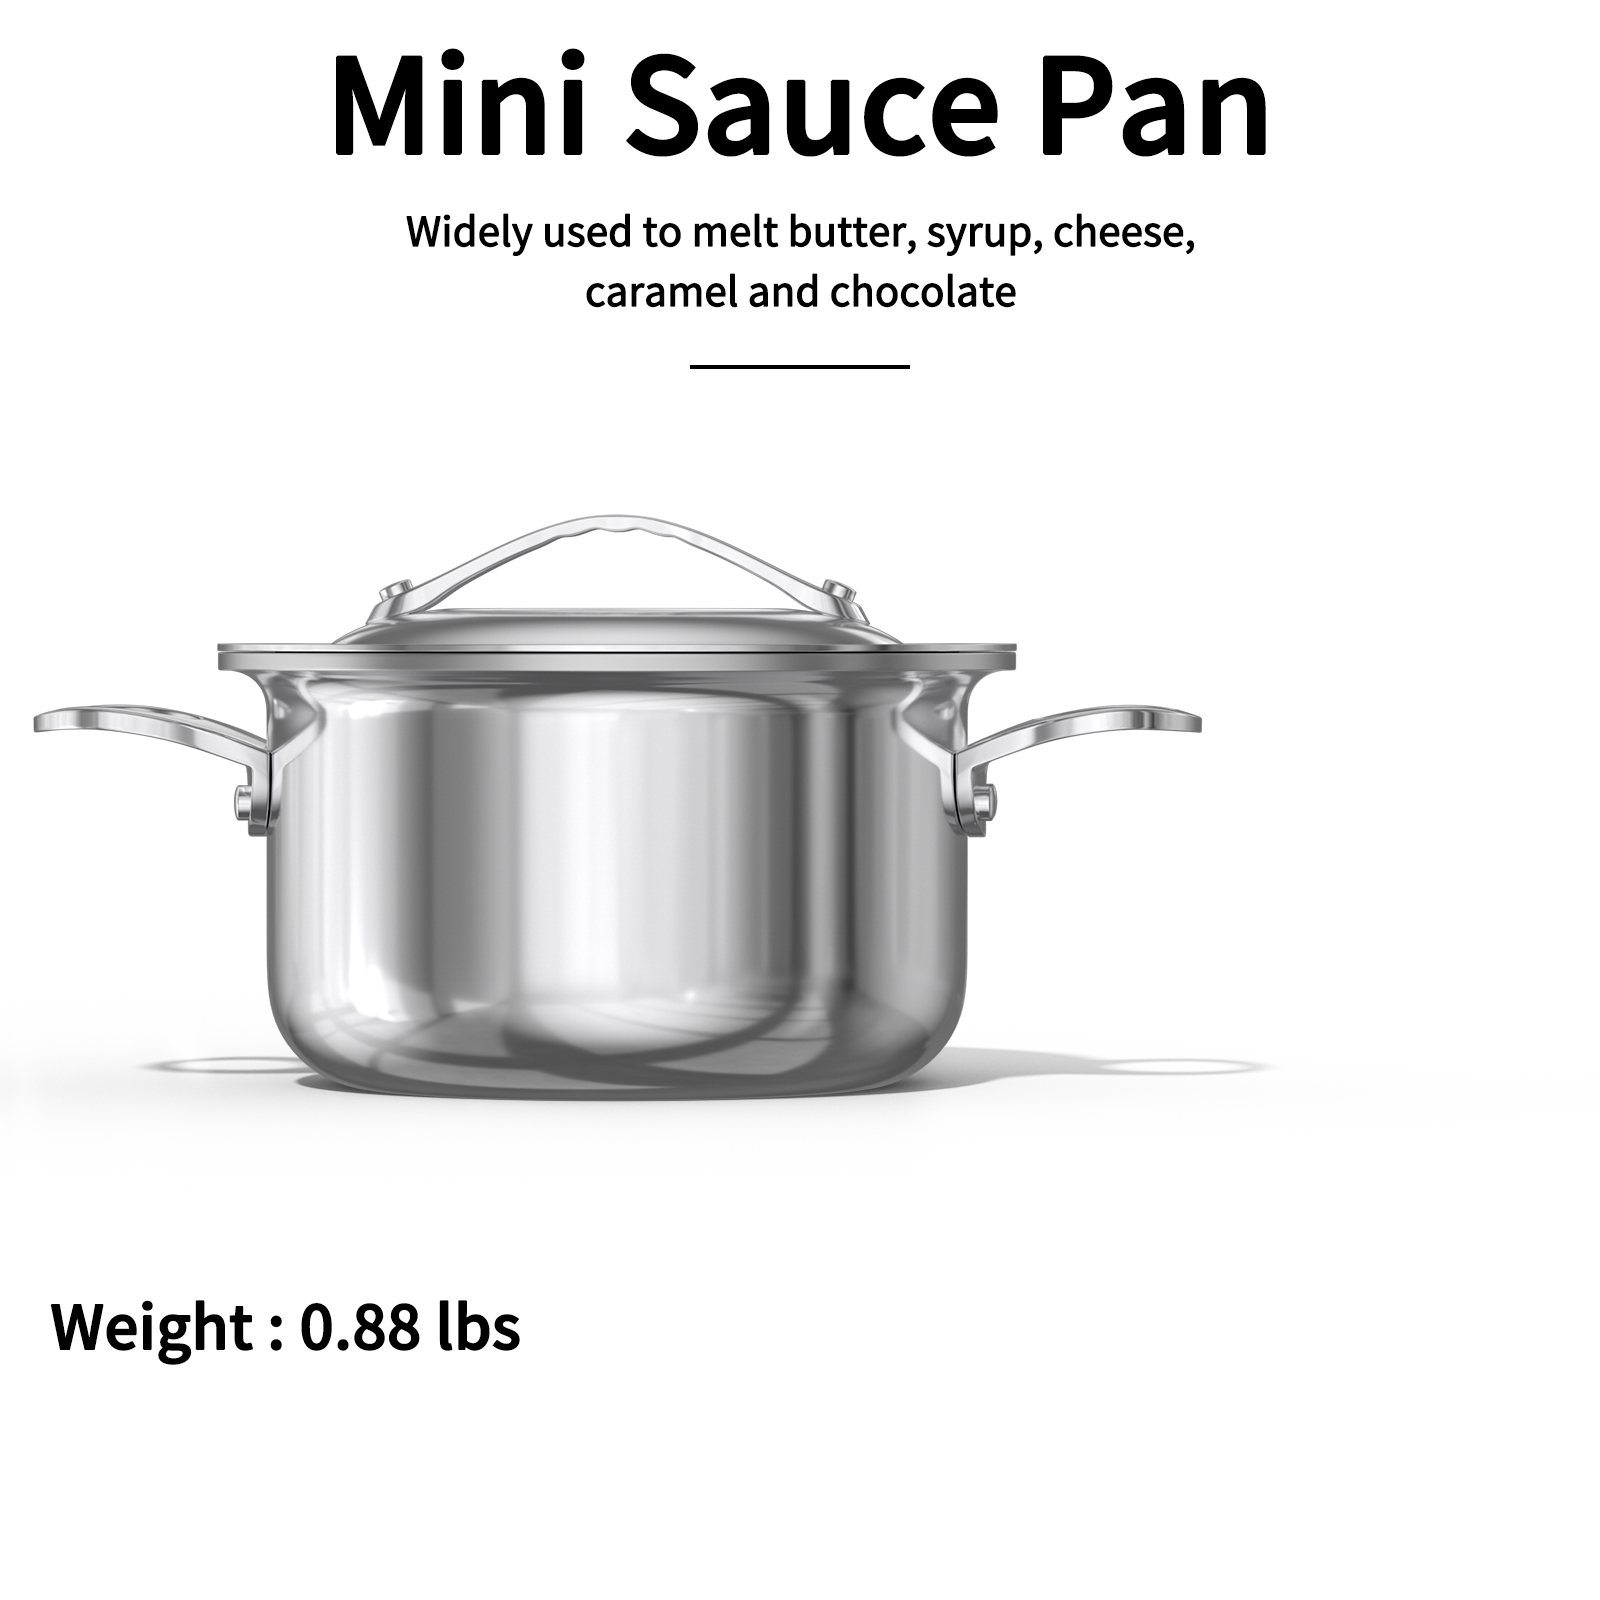 Mini Sauce Pan
Widely used to melt butter, syrup, cheese,
caramel and chocolate
Weight : 0.88 lbs